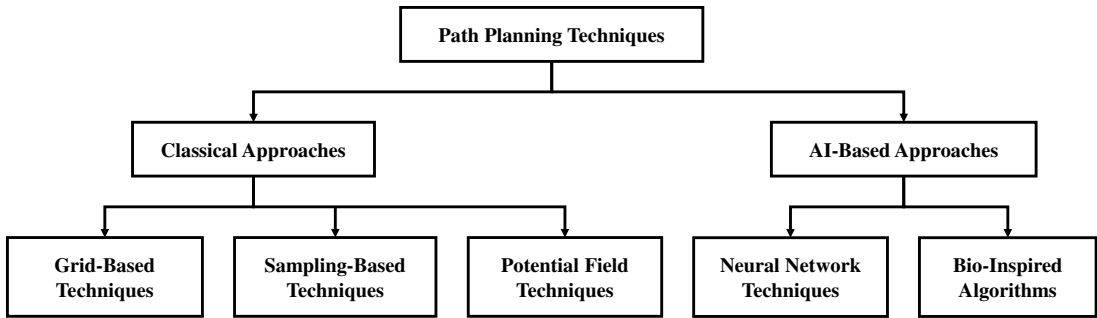 Path Planning Techniques
Classical Approaches
AI-Based Approaches
Grid-Based
Techniques
Sampling-Based
Techniques
Potential Field
Techniques
Neural Network
Techniques
Bio-Inspired
Algorithms